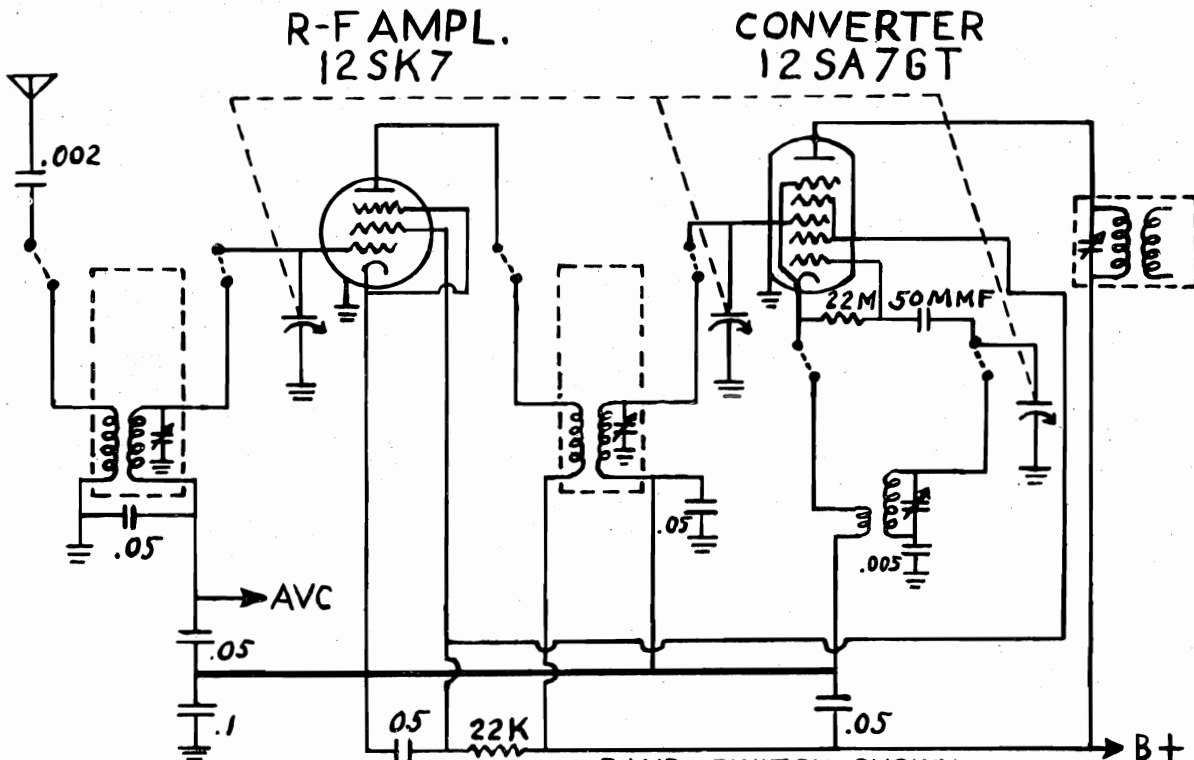 R-F AMPL.
12SK7
CONVERTER
12SA7GT
.002
22M
50MMF
.05
.05
.005
AVC
.05
.1
05
22K
.05
B+